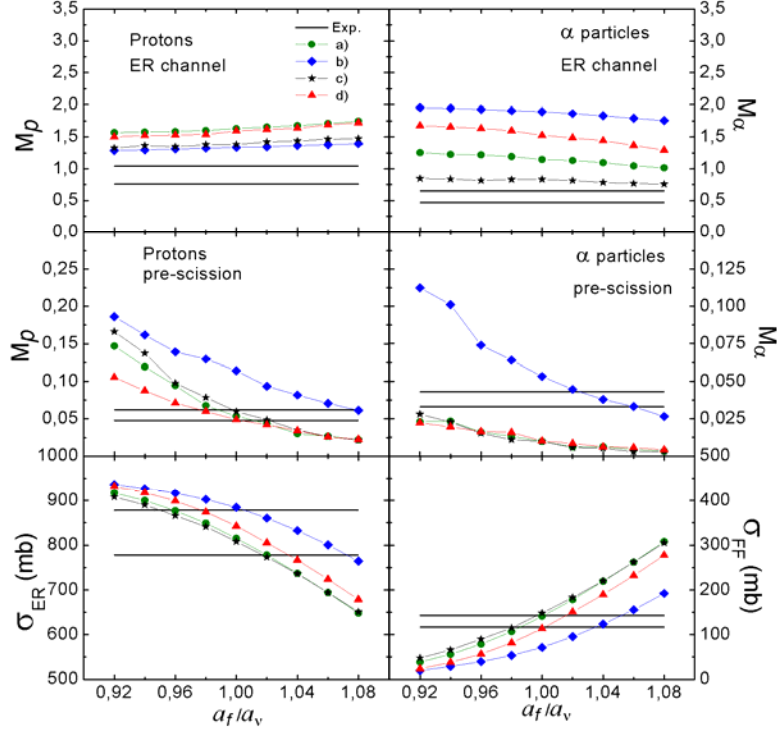 3,5
3,0
2,5
2,0
1,5
1,0
0,5
0,0
Mp
Protons
ER channel
Exp.
a)
b)
c)
d)
α particles
ER channel
3,5
3,0
2,5
2,0
1,5
1,0
0,5
0,0
Mα
0,25
0,20
0,15
0,10
0,05
Mp
Protons
pre-scission
α particles
pre-scission
0,125
0,100
0,075
0,050
0,025
Mα
1000
900
800
700
600
500
σER (mb)
500
400
300
200
100
0
σFF (mb)
0,92 0,96 1,00 1,04 1,08
0,92 0,96 1,00 1,04 1,08
af/av
af/av